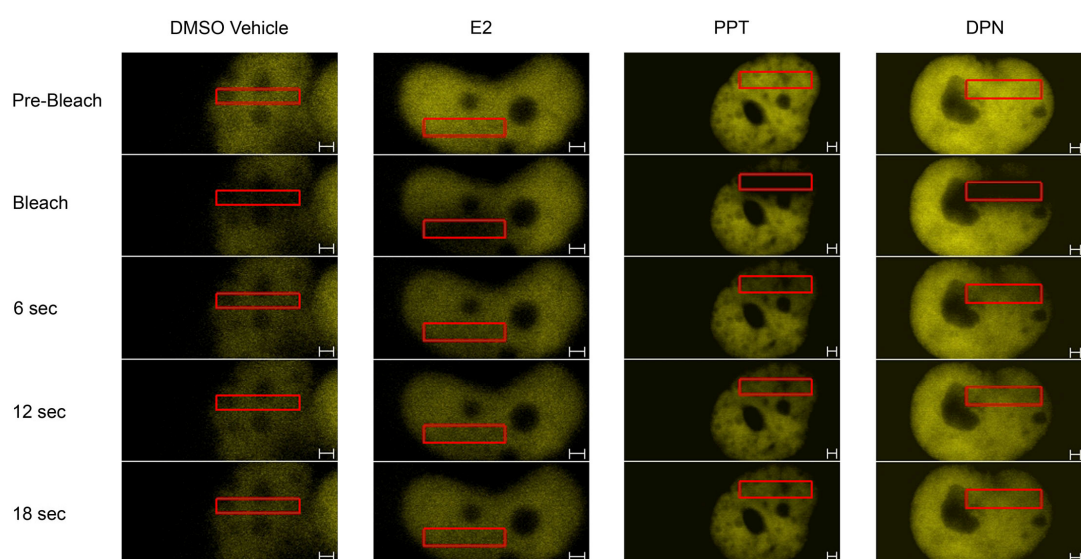 DMSO Vehicle
E2
PPT
DPN
Pre-Bleach
Bleach
6 sec
12 sec
18 sec